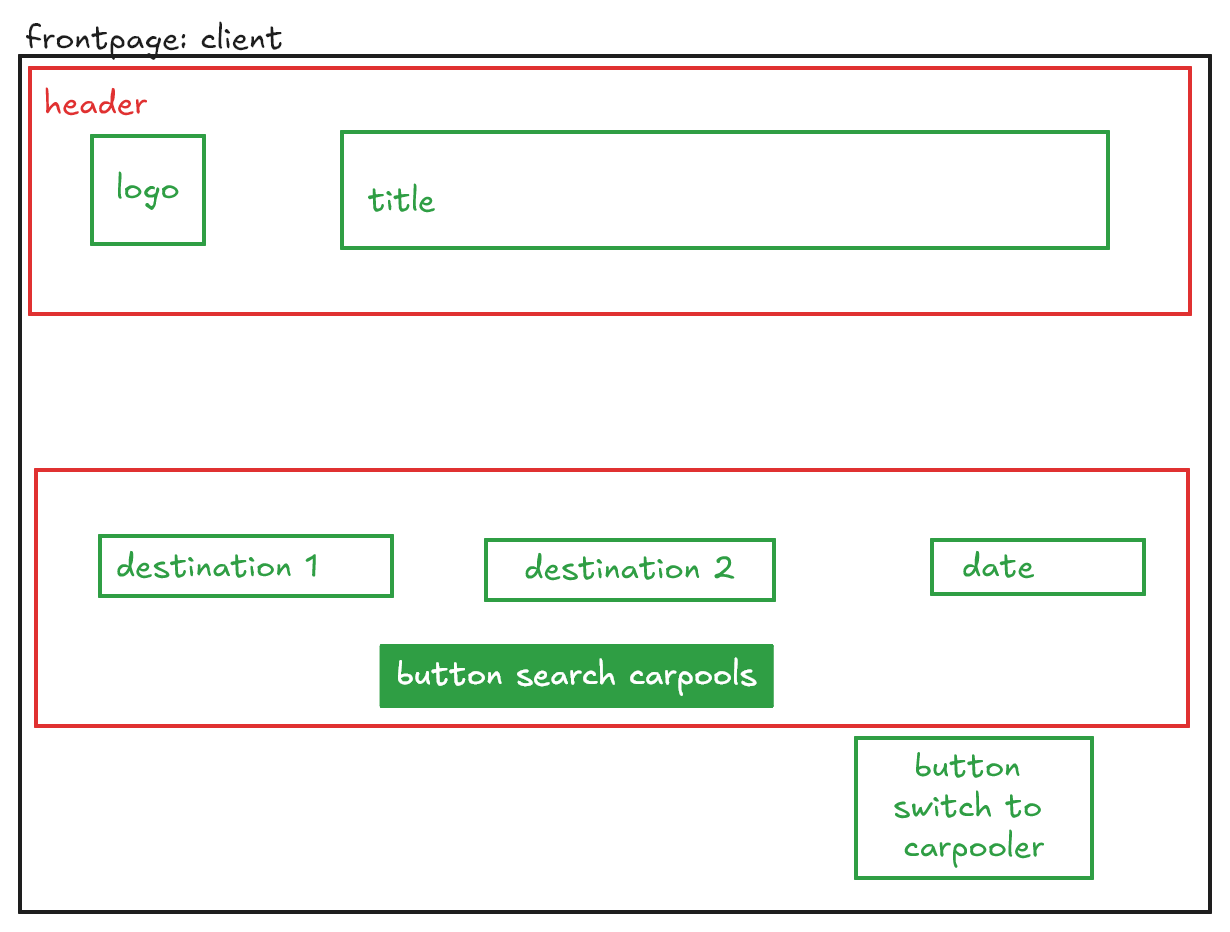 frontpage: client
header
logo
title
destination 1
destination 2
date
button search carpools
button
switch to
carpooler